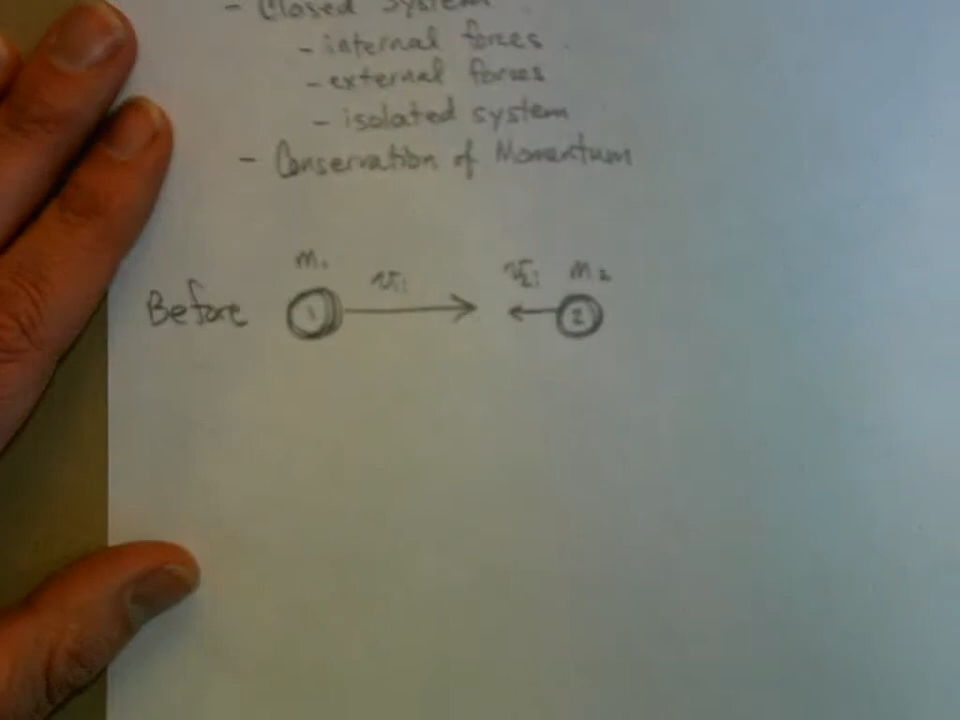 - Closed System
- internal forces
- external forces
- isolated system
- Conservation of Momentum
m₁ v₁ᵢ v₂ᵢ m₂
Before 1 2